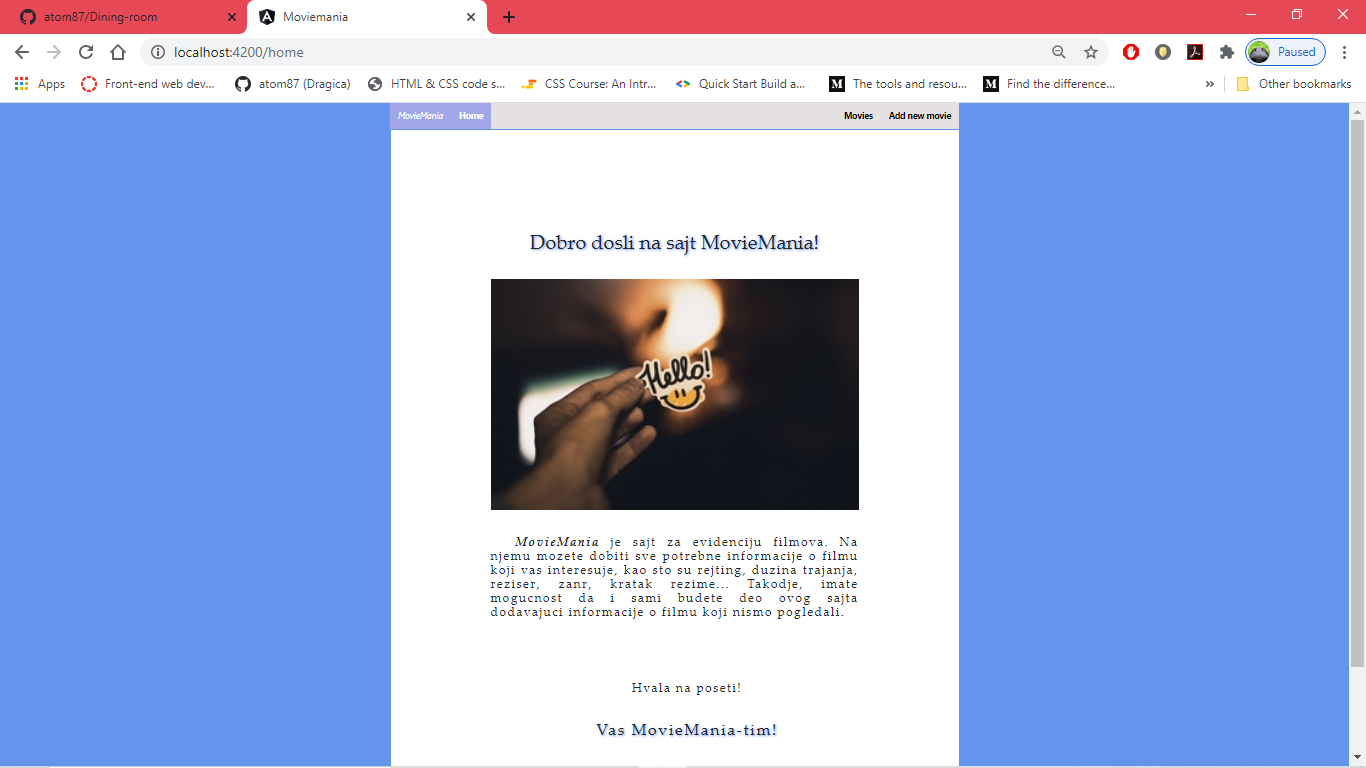 atom87/Dining-room
Moviemania
localhost:4200/home
Paused
Apps
Front-end web dev...
atom87 (Dragica)
HTML & CSS code s...
CSS Course: An Intr...
Quick Start Build a...
M
The tools and resou...
M
Find the difference...
»
Other bookmarks
MovieMania Home Movies Add new movie
Dobro dosli na sajt MovieMania!
Hello!
MovieMania je sajt za evidenciju filmova. Na
njemu mozete dobiti sve potrebne informacije o filmu
koji vas interesuje, kao sto su rejting, duzina trajanja,
reziser, zanr, kratak rezime... Takodje, imate
mogucnost da i sami budete deo ovog sajta
dodavajuci informacije o filmu koji nismo pogledali.
Hvala na poseti!
Vas MovieMania-tim!